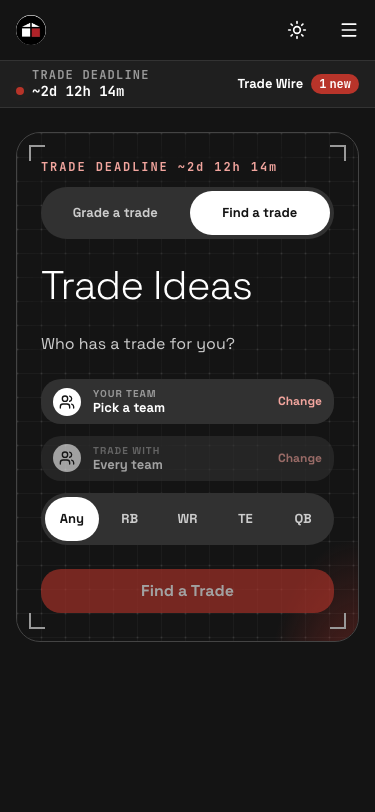 TRADE DEADLINE
~2d 12h 14m
Trade Wire
1 new
TRADE DEADLINE ~2d 12h 14m
Grade a trade
Find a trade
Trade Ideas
Who has a trade for you?
YOUR TEAM
Pick a team
Change
TRADE WITH
Every team
Change
Any
RB
WR
TE
QB
Find a Trade